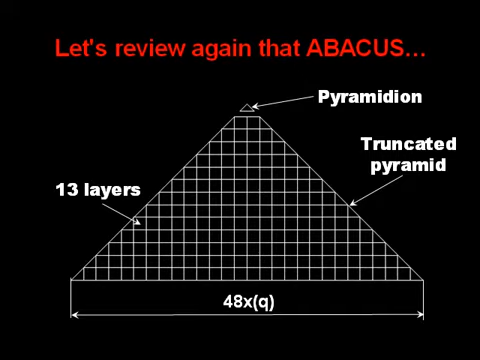 Let's review again that ABACUS...
Pyramidion
Truncated
pyramid
13 layers
48x(q)